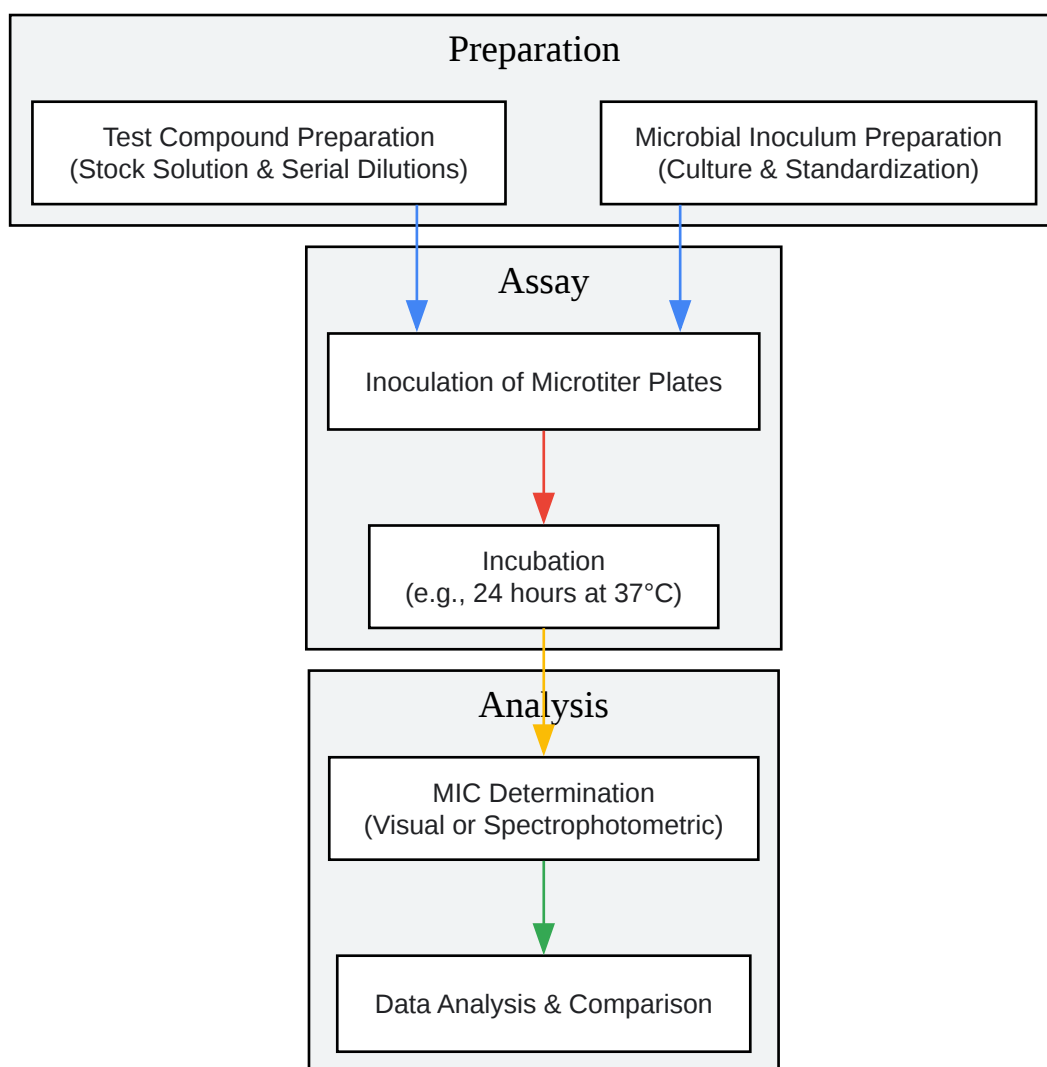 Preparation
Test Compound Preparation
(Stock Solution & Serial Dilutions)
Microbial Inoculum Preparation
(Culture & Standardization)
Assay
Inoculation of Microtiter Plates
Incubation
(e.g., 24 hours at 37°C)
Analysis
MIC Determination
(Visual or Spectrophotometric)
Data Analysis & Comparison